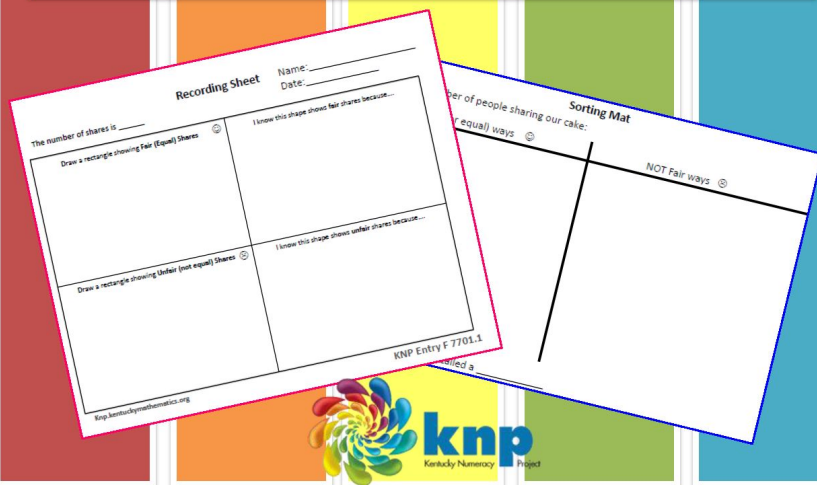 Recording Sheet
Name:
Date:
The number of shares is
Draw a rectangle showing Fair (Equal) Shares
I know this shape shows fair shares because....
Draw a rectangle showing Unfair (not equal) Shares
I know this shape shows unfair shares because....
KNP Entry F 7701.1
Knp.kentuckymathematics.org
Sorting Mat
of people sharing our cake:
equal) ways
NOT Fair ways
a
knp
Kentucky Numeracy Project